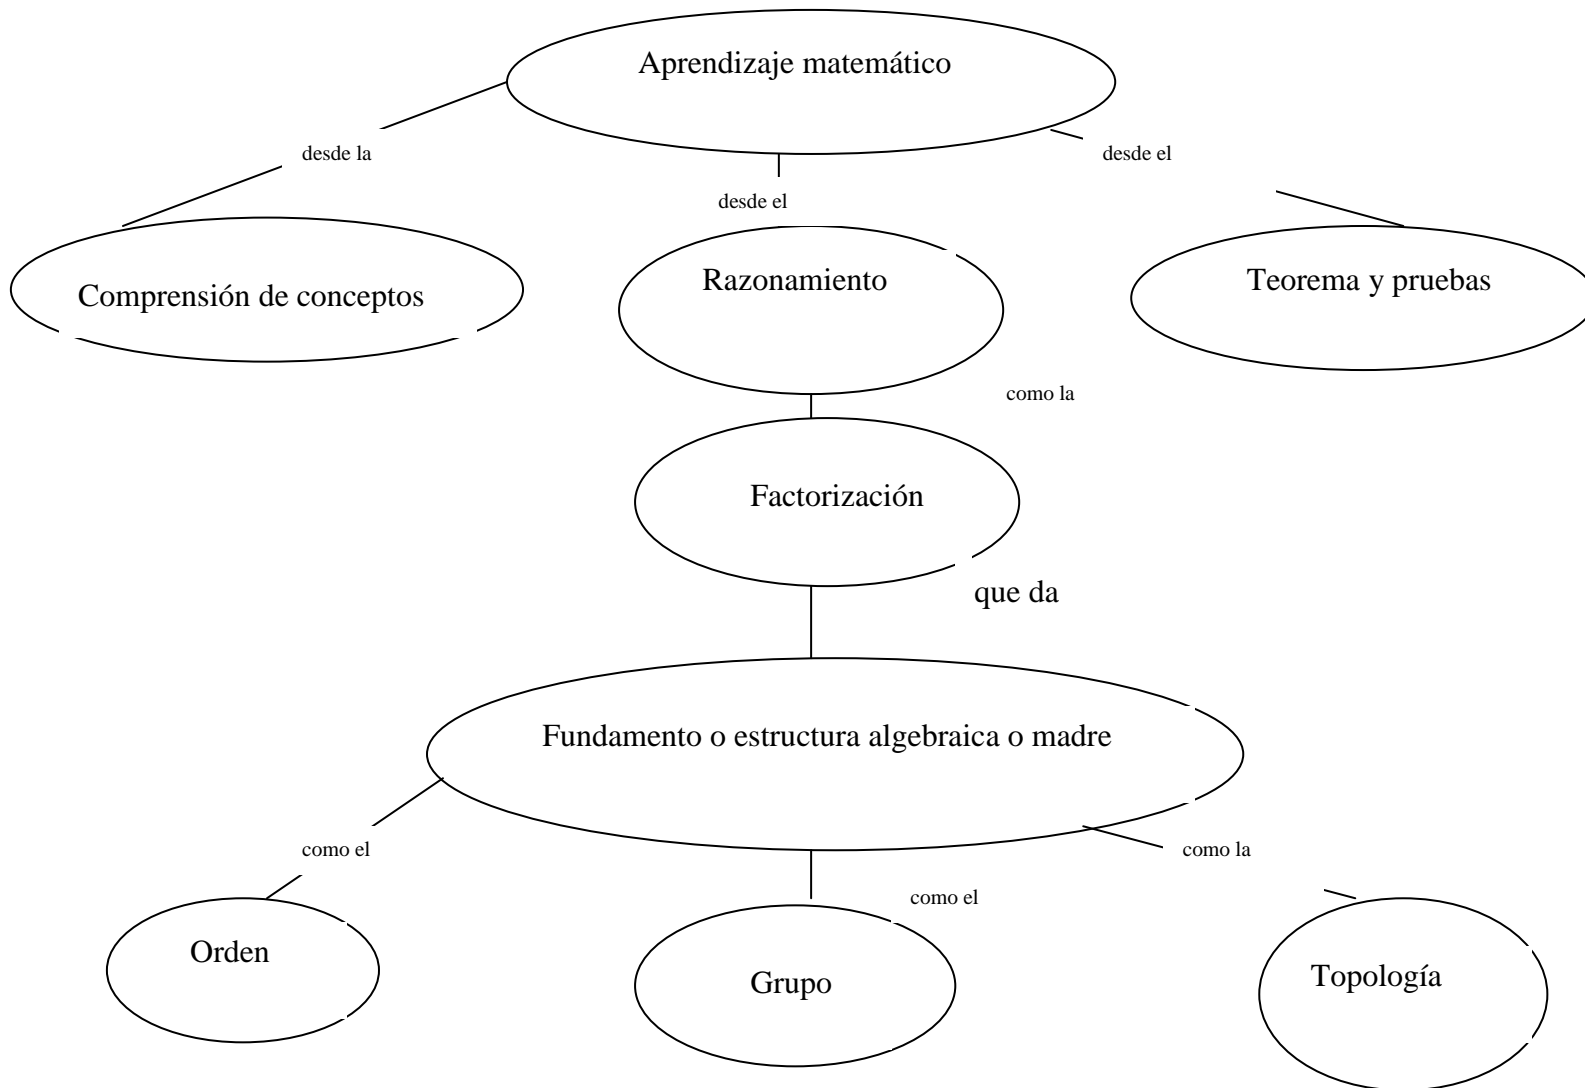 Aprendizaje matemático
desde la
desde el
desde el
Comprensión de conceptos
Razonamiento
Teorema y pruebas
como la
Factorización
que da
Fundamento o estructura algebraica o madre
como el
como el
como la
Orden
Grupo
Topología